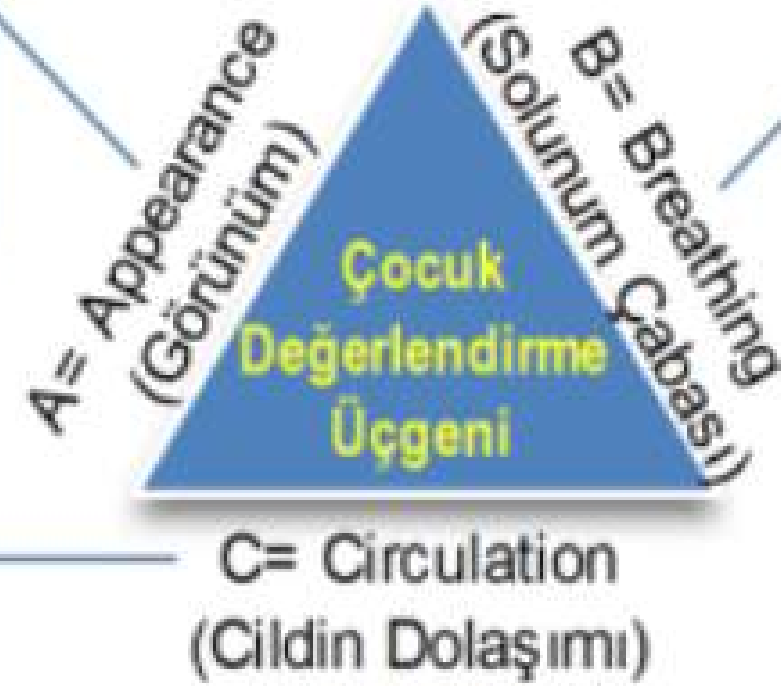 A= Appearance
(Görünüm)
B= Breathing
(Solunum Çabası)
Çocuk
Değerlendirme
Üçgeni
C= Circulation
(Cildin Dolaşımı)